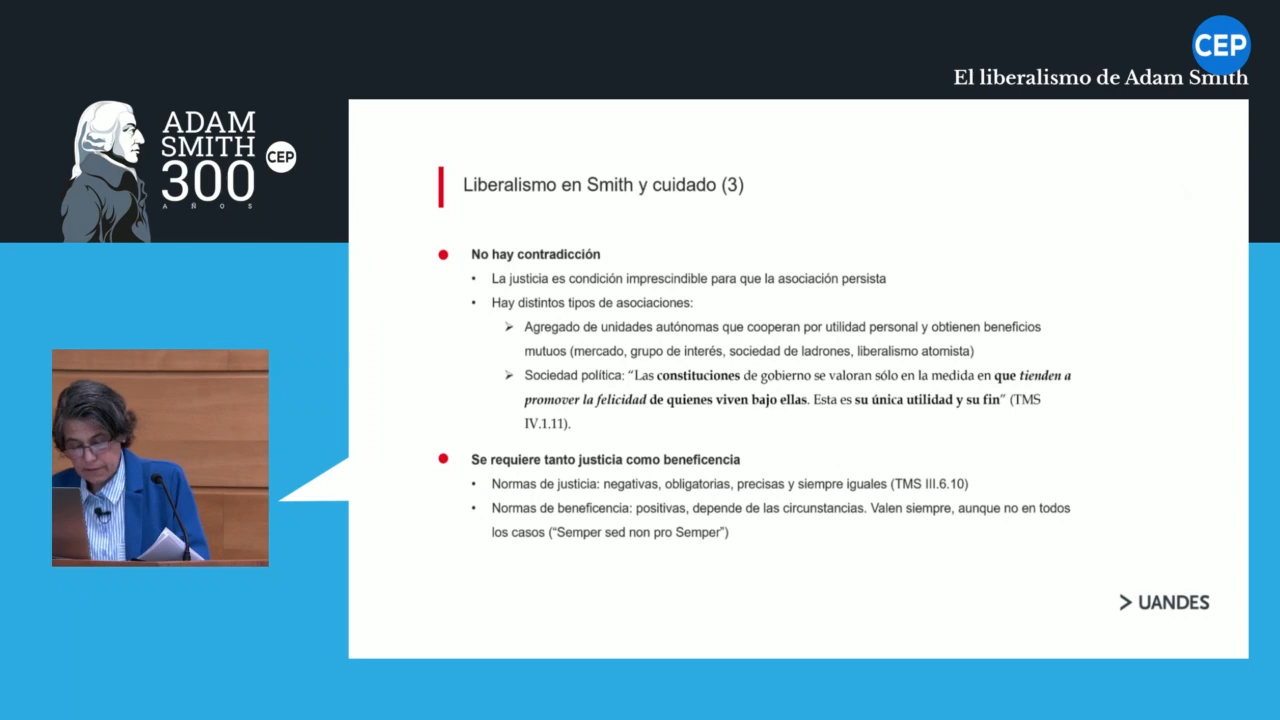 CEP
El liberalismo de Adam Smith
ADAM
SMITH
300
AÑOS
CEP
Liberalismo en Smith y cuidado (3)
No hay contradicción
La justicia es condición imprescindible para que la asociación persista
Hay distintos tipos de asociaciones:
Agregado de unidades autónomas que cooperan por utilidad personal y obtienen beneficios
mutuos (mercado, grupo de interés, sociedad de ladrones, liberalismo atomista)
Sociedad política: “Las constituciones de gobierno se valoran sólo en la medida en que tienden a
promover la felicidad de quienes viven bajo ellas. Esta es su única utilidad y su fin” (TMS
IV.1.11).
Se requiere tanto justicia como beneficencia
Normas de justicia: negativas, obligatorias, precisas y siempre iguales (TMS III.6.10)
Normas de beneficencia: positivas, depende de las circunstancias. Valen siempre, aunque no en todos
los casos (“Semper sed non pro Semper”)
> UANDES